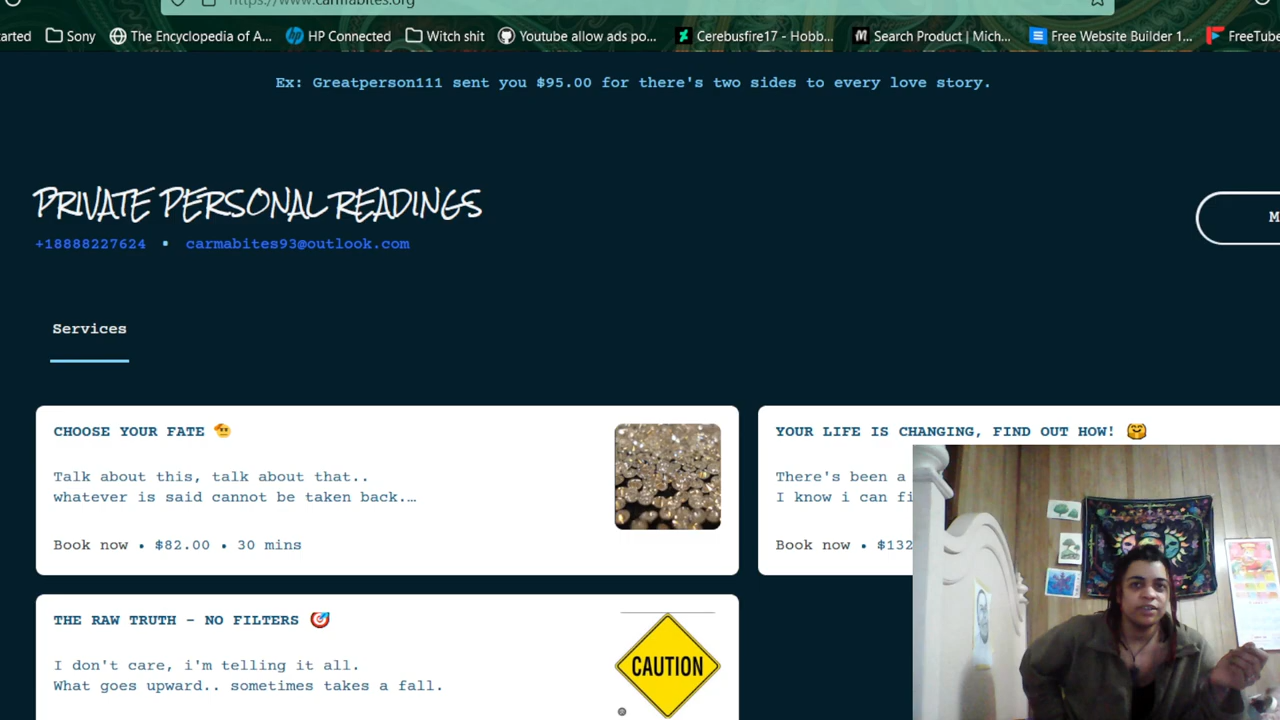 https://www.carmabites.org
arted Sony The Encyclopedia of A... HP Connected Witch shit Youtube allow ads po... Cerebusfire17 - Hobb... Search Product | Mich... Free Website Builder 1... FreeTube
Ex: Greatperson111 sent you $95.00 for there's two sides to every love story.
PRIVATE PERSONAL READINGS
M
+18888227624 • carmabites93@outlook.com
Services
CHOOSE YOUR FATE
Talk about this, talk about that..
whatever is said cannot be taken back.…
Book now • $82.00 • 30 mins
YOUR LIFE IS CHANGING, FIND OUT HOW!
There's been a
I know i can fi
Book now • $132
THE RAW TRUTH - NO FILTERS
I don't care, i'm telling it all.
What goes upward.. sometimes takes a fall.
CAUTION